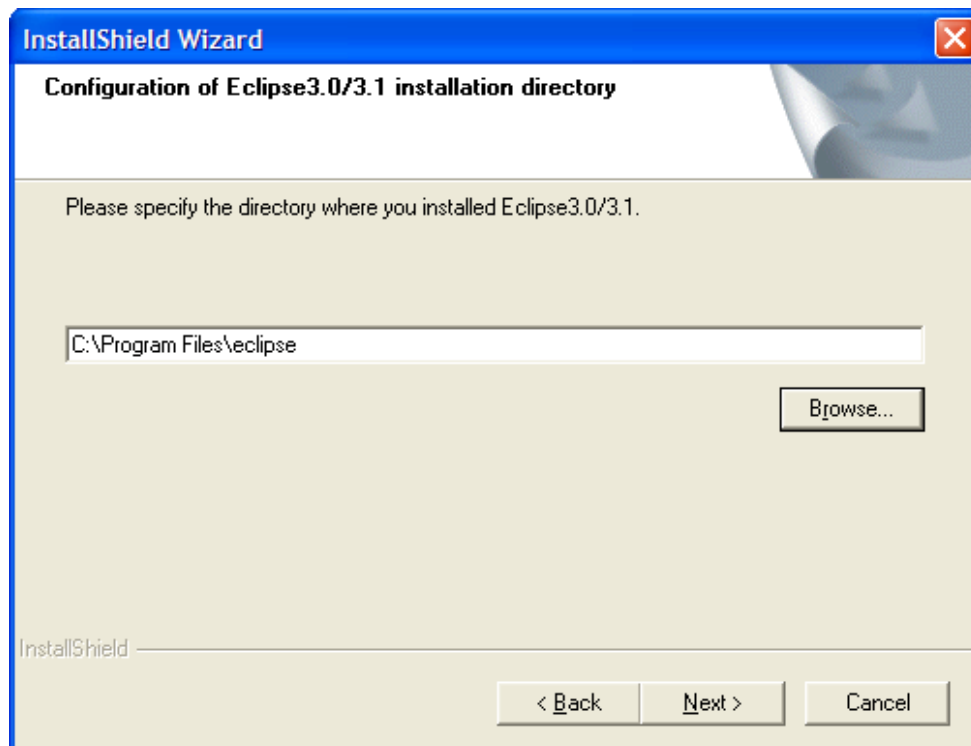 InstallShield Wizard
Configuration of Eclipse3.0/3.1 installation directory
Please specify the directory where you installed Eclipse3.0/3.1.
C:\Program Files\eclipse
Browse...
InstallShield
< Back
Next >
Cancel